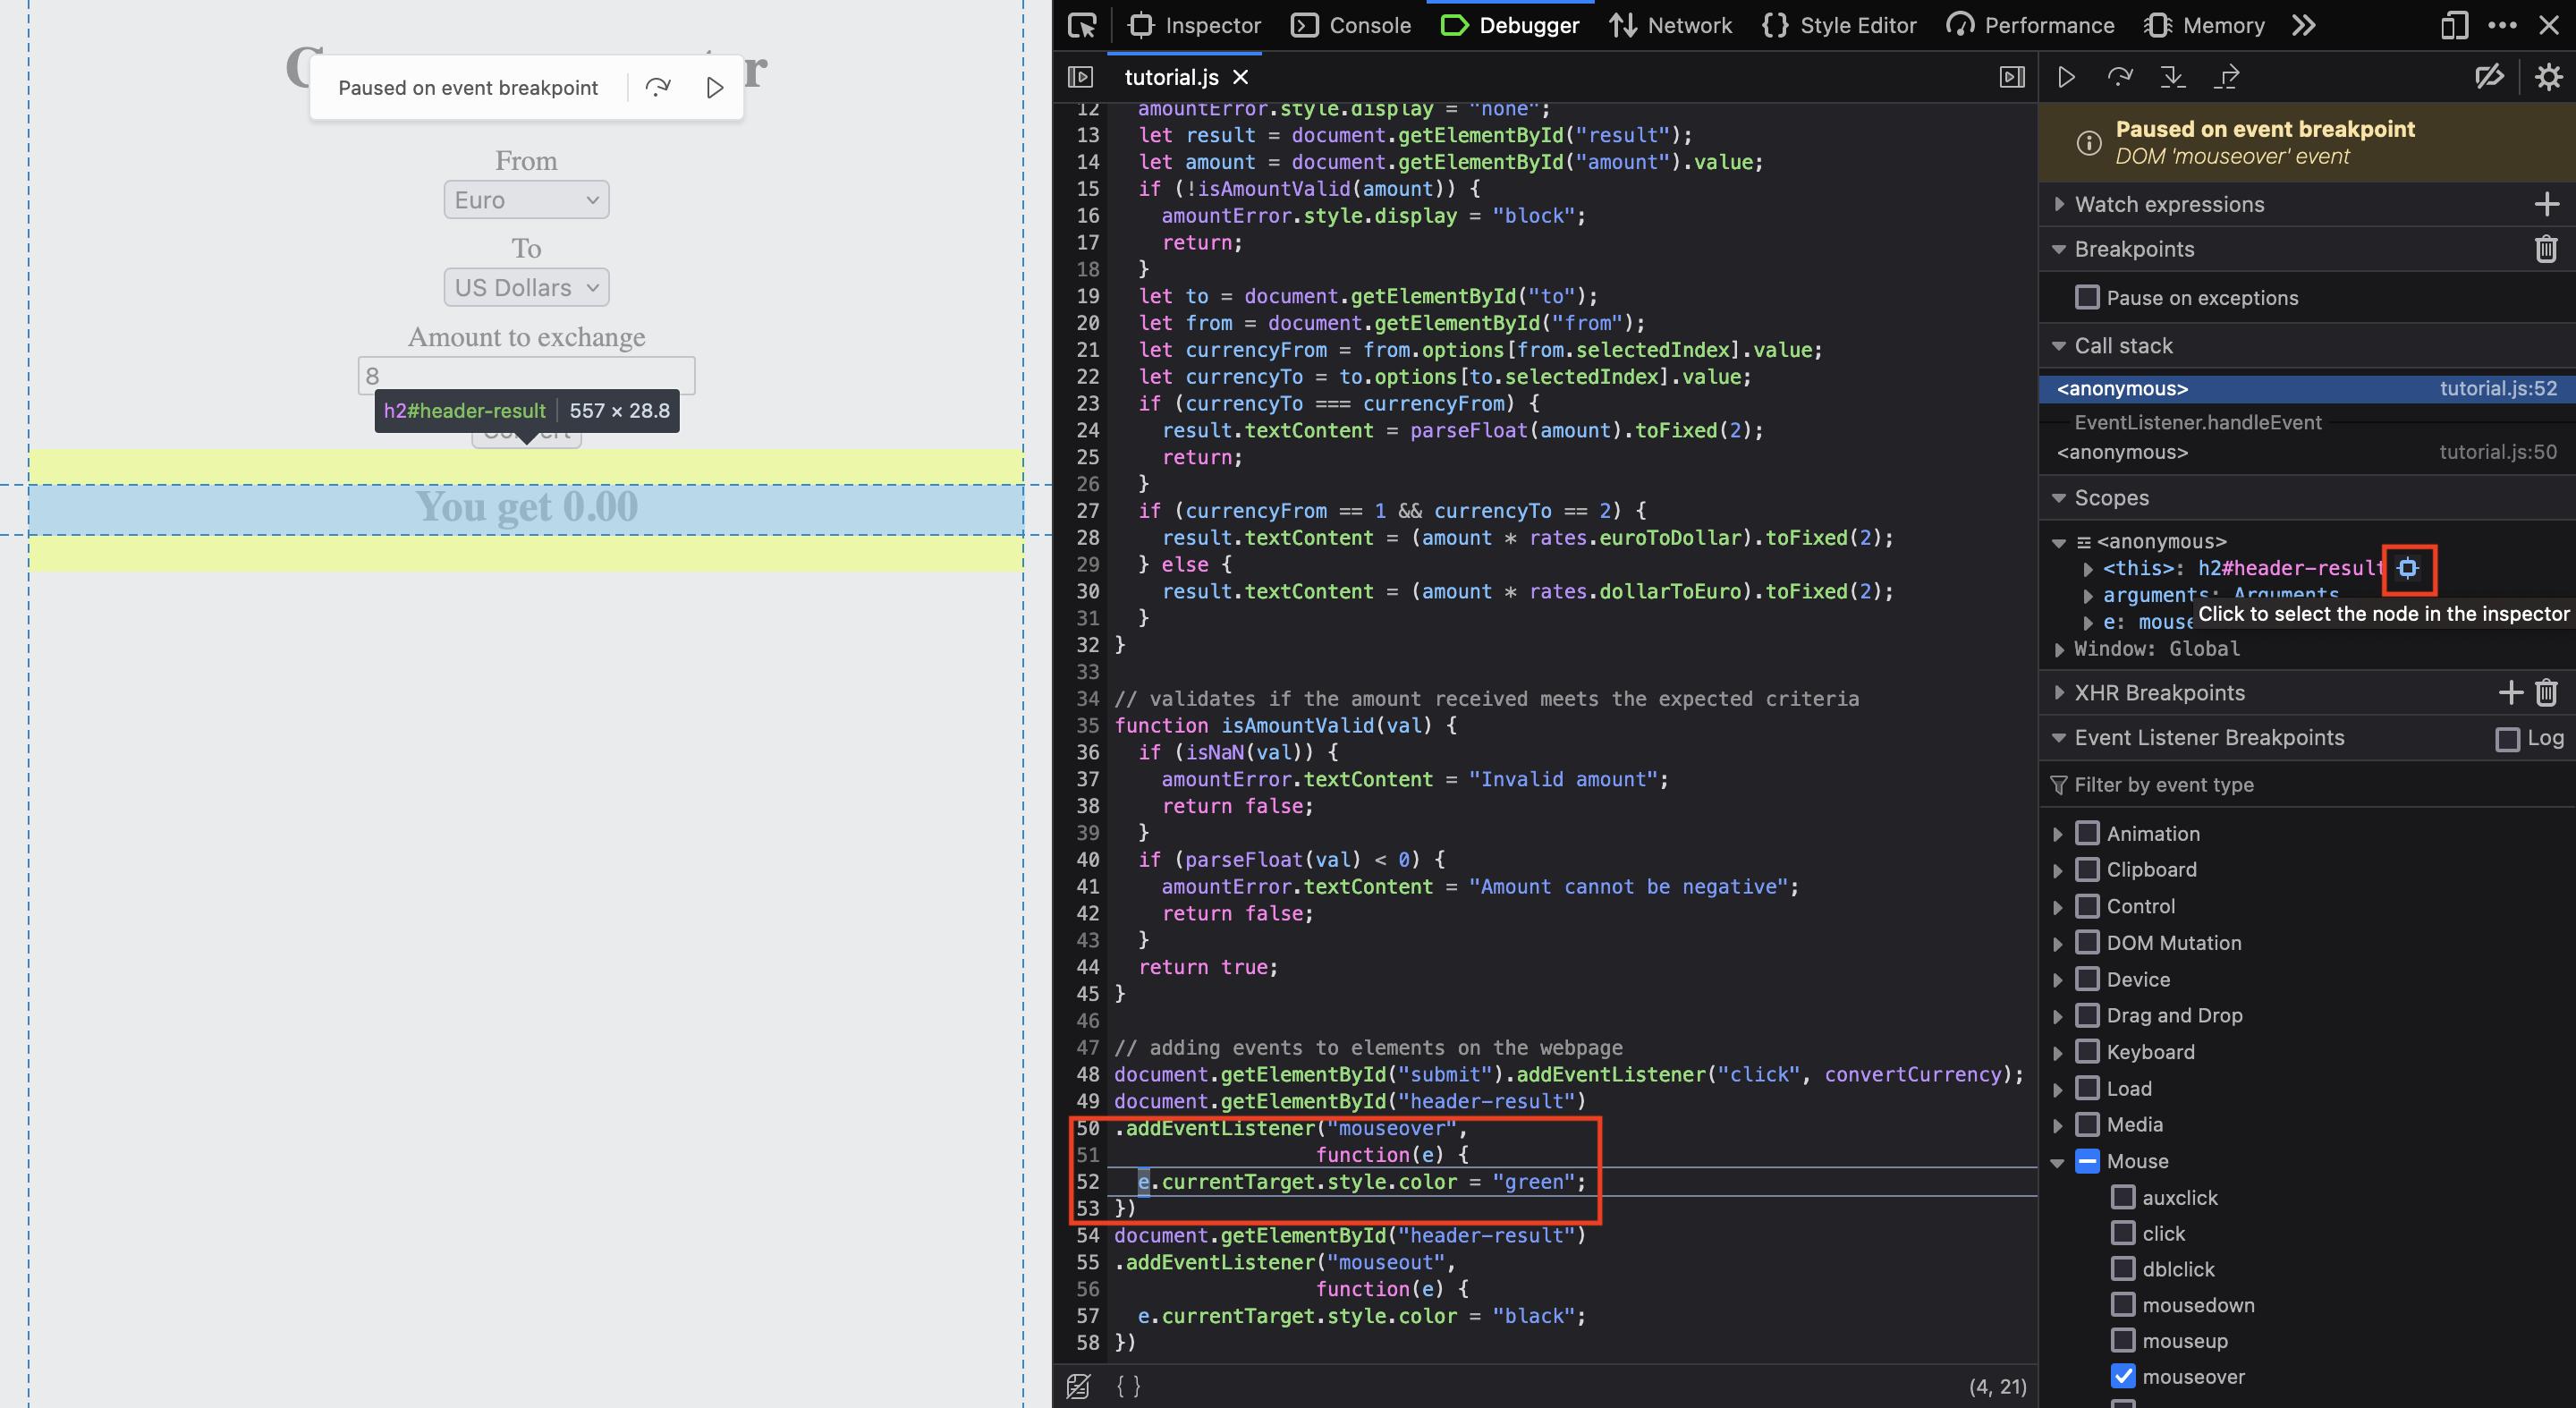 Paused on event breakpoint
From
Euro
To
US Dollars
Amount to exchange
8
h2#header-result 557 × 28.8
You get 0.00
Inspector Console Debugger Network Style Editor Performance Memory
tutorial.js
12 amountError.style.display = "none";
13 let result = document.getElementById("result");
14 let amount = document.getElementById("amount").value;
15 if (!isAmountValid(amount)) {
16 amountError.style.display = "block";
17 return;
18 }
19 let to = document.getElementById("to");
20 let from = document.getElementById("from");
21 let currencyFrom = from.options[from.selectedIndex].value;
22 let currencyTo = to.options[to.selectedIndex].value;
23 if (currencyTo === currencyFrom) {
24 result.textContent = parseFloat(amount).toFixed(2);
25 return;
26 }
27 if (currencyFrom == 1 && currencyTo == 2) {
28 result.textContent = (amount * rates.euroToDollar).toFixed(2);
29 } else {
30 result.textContent = (amount * rates.dollarToEuro).toFixed(2);
31 }
32 }
33
34 // validates if the amount received meets the expected criteria
35 function isAmountValid(val) {
36 if (isNaN(val)) {
37 amountError.textContent = "Invalid amount";
38 return false;
39 }
40 if (parseFloat(val) < 0) {
41 amountError.textContent = "Amount cannot be negative";
42 return false;
43 }
44 return true;
45 }
46
47 // adding events to elements on the webpage
48 document.getElementById("submit").addEventListener("click", convertCurrency);
49 document.getElementById("header-result")
50 .addEventListener("mouseover",
51 function(e) {
52 e.currentTarget.style.color = "green";
53 })
54 document.getElementById("header-result")
55 .addEventListener("mouseout",
56 function(e) {
57 e.currentTarget.style.color = "black";
58 })
{ } (4, 21)
Paused on event breakpoint
DOM 'mouseover' event
Watch expressions
Breakpoints
Pause on exceptions
Call stack
<anonymous> tutorial.js:52
EventListener.handleEvent
<anonymous> tutorial.js:50
Scopes
<anonymous>
<this>: h2#header-result
arguments: Arguments
e: mouse
Click to select the node in the inspector
Window: Global
XHR Breakpoints
Event Listener Breakpoints Log
Filter by event type
Animation
Clipboard
Control
DOM Mutation
Device
Drag and Drop
Keyboard
Load
Media
Mouse
auxclick
click
dblclick
mousedown
mouseup
mouseover